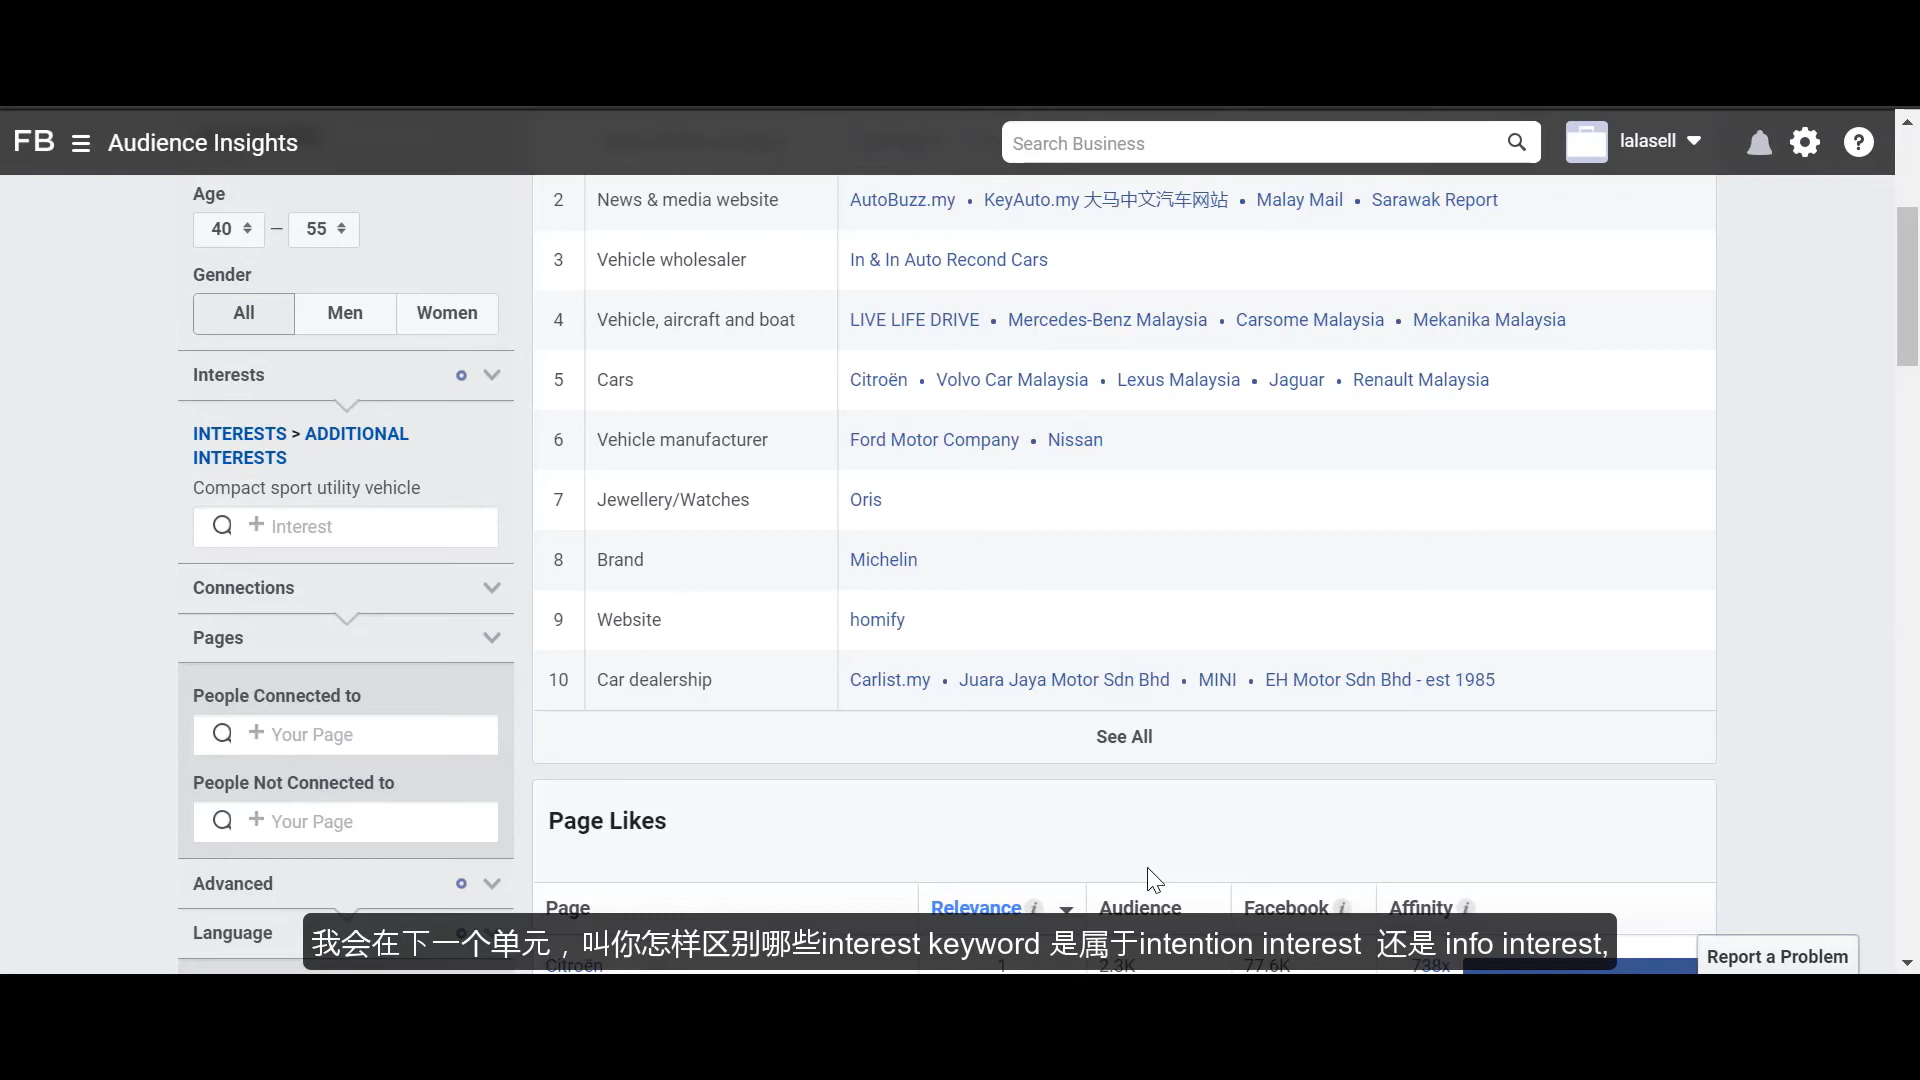 FB Audience Insights
Search Business
lalasell
Age
40 — 55
Gender
All Men Women
Interests
INTERESTS > ADDITIONAL
INTERESTS
Compact sport utility vehicle
+ Interest
Connections
Pages
People Connected to
+ Your Page
People Not Connected to
+ Your Page
Advanced
Language
2 News & media website AutoBuzz.my • KeyAuto.my 大马中文汽车网站 • Malay Mail • Sarawak Report
3 Vehicle wholesaler In & In Auto Recond Cars
4 Vehicle, aircraft and boat LIVE LIFE DRIVE • Mercedes-Benz Malaysia • Carsome Malaysia • Mekanika Malaysia
5 Cars Citroën • Volvo Car Malaysia • Lexus Malaysia • Jaguar • Renault Malaysia
6 Vehicle manufacturer Ford Motor Company • Nissan
7 Jewellery/Watches Oris
8 Brand Michelin
9 Website homify
10 Car dealership Carlist.my • Juara Jaya Motor Sdn Bhd • MINI • EH Motor Sdn Bhd - est 1985
See All
Page Likes
Page Relevance Audience Facebook Affinity
Citroën 1 2.3K 77.6K 738x
我会在下一个单元，叫你怎样区别哪些interest keyword 是属于intention interest 还是 info interest,
Report a Problem